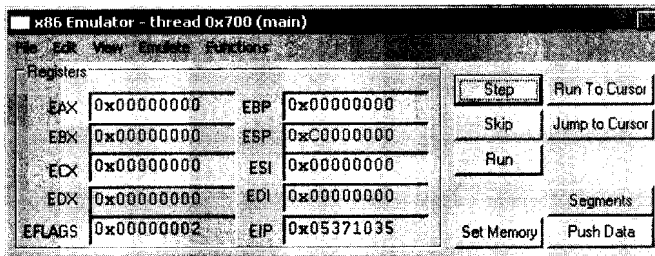 x86 Emulator - thread 0x700 (main)
File Edit View Emulate Functions
Registers
EAX 0x00000000 EBP 0x00000000
EBX 0x00000000 ESP 0xC0000000
ECX 0x00000000 ESI 0x00000000
EDX 0x00000000 EDI 0x00000000
EFLAGS 0x00000002 EIP 0x05371035
Step Run To Cursor
Skip Jump to Cursor
Run
Segments
Set Memory Push Data